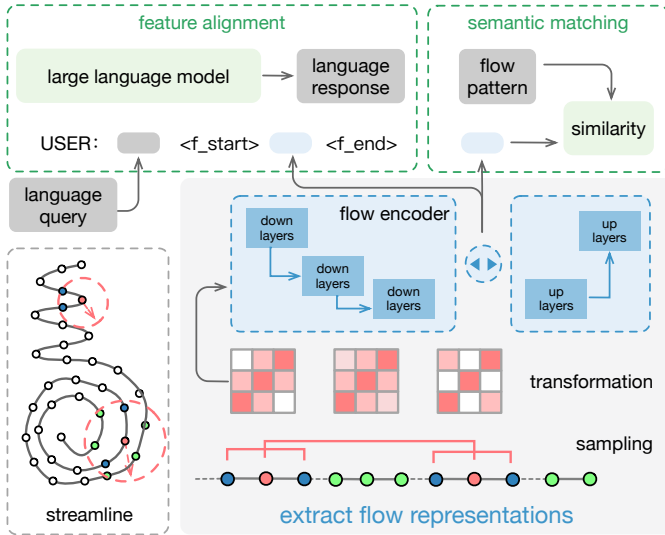 feature alignment
semantic matching
large language model
language
response
flow
pattern
similarity
USER:
<f_start>
<f_end>
language
query
flow encoder
down
layers
down
layers
down
layers
up
layers
up
layers
transformation
sampling
streamline
extract flow representations